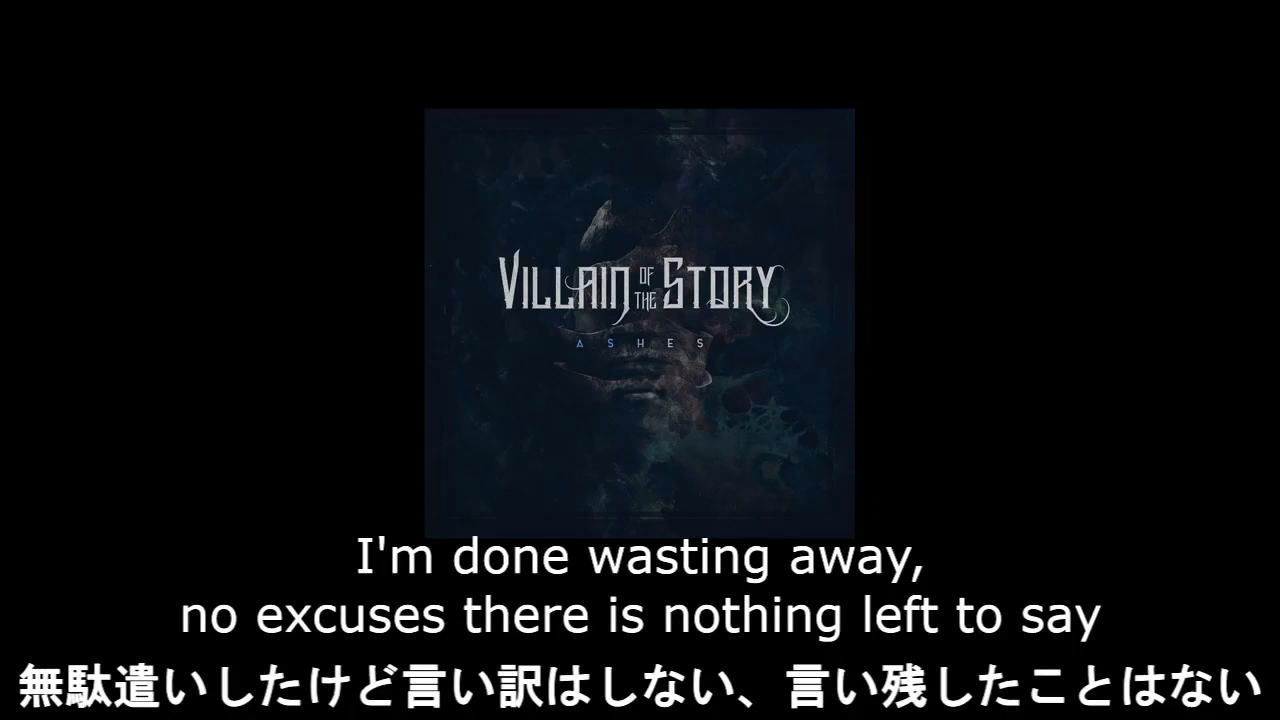 VILLAIN OF THE STORY
ASHES
I'm done wasting away,
no excuses there is nothing left to say
無駄遣いしたけど言い訳はしない、言い残したことはない